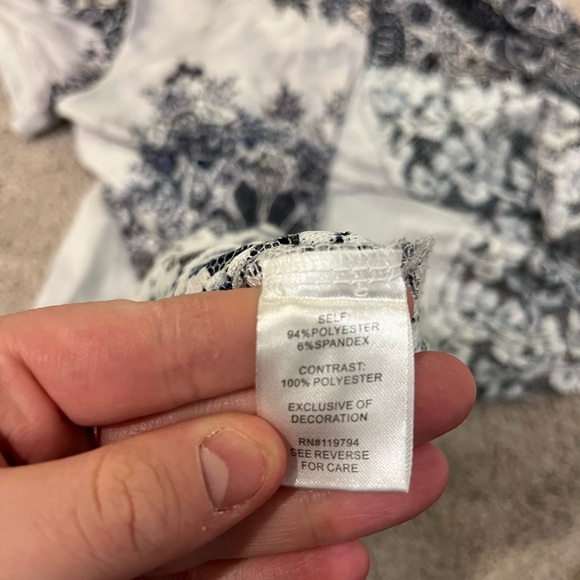 SELF:
94%POLYESTER
6%SPANDEX
CONTRAST:
100% POLYESTER
EXCLUSIVE OF
DECORATION
RN#119794
SEE REVERSE
FOR CARE